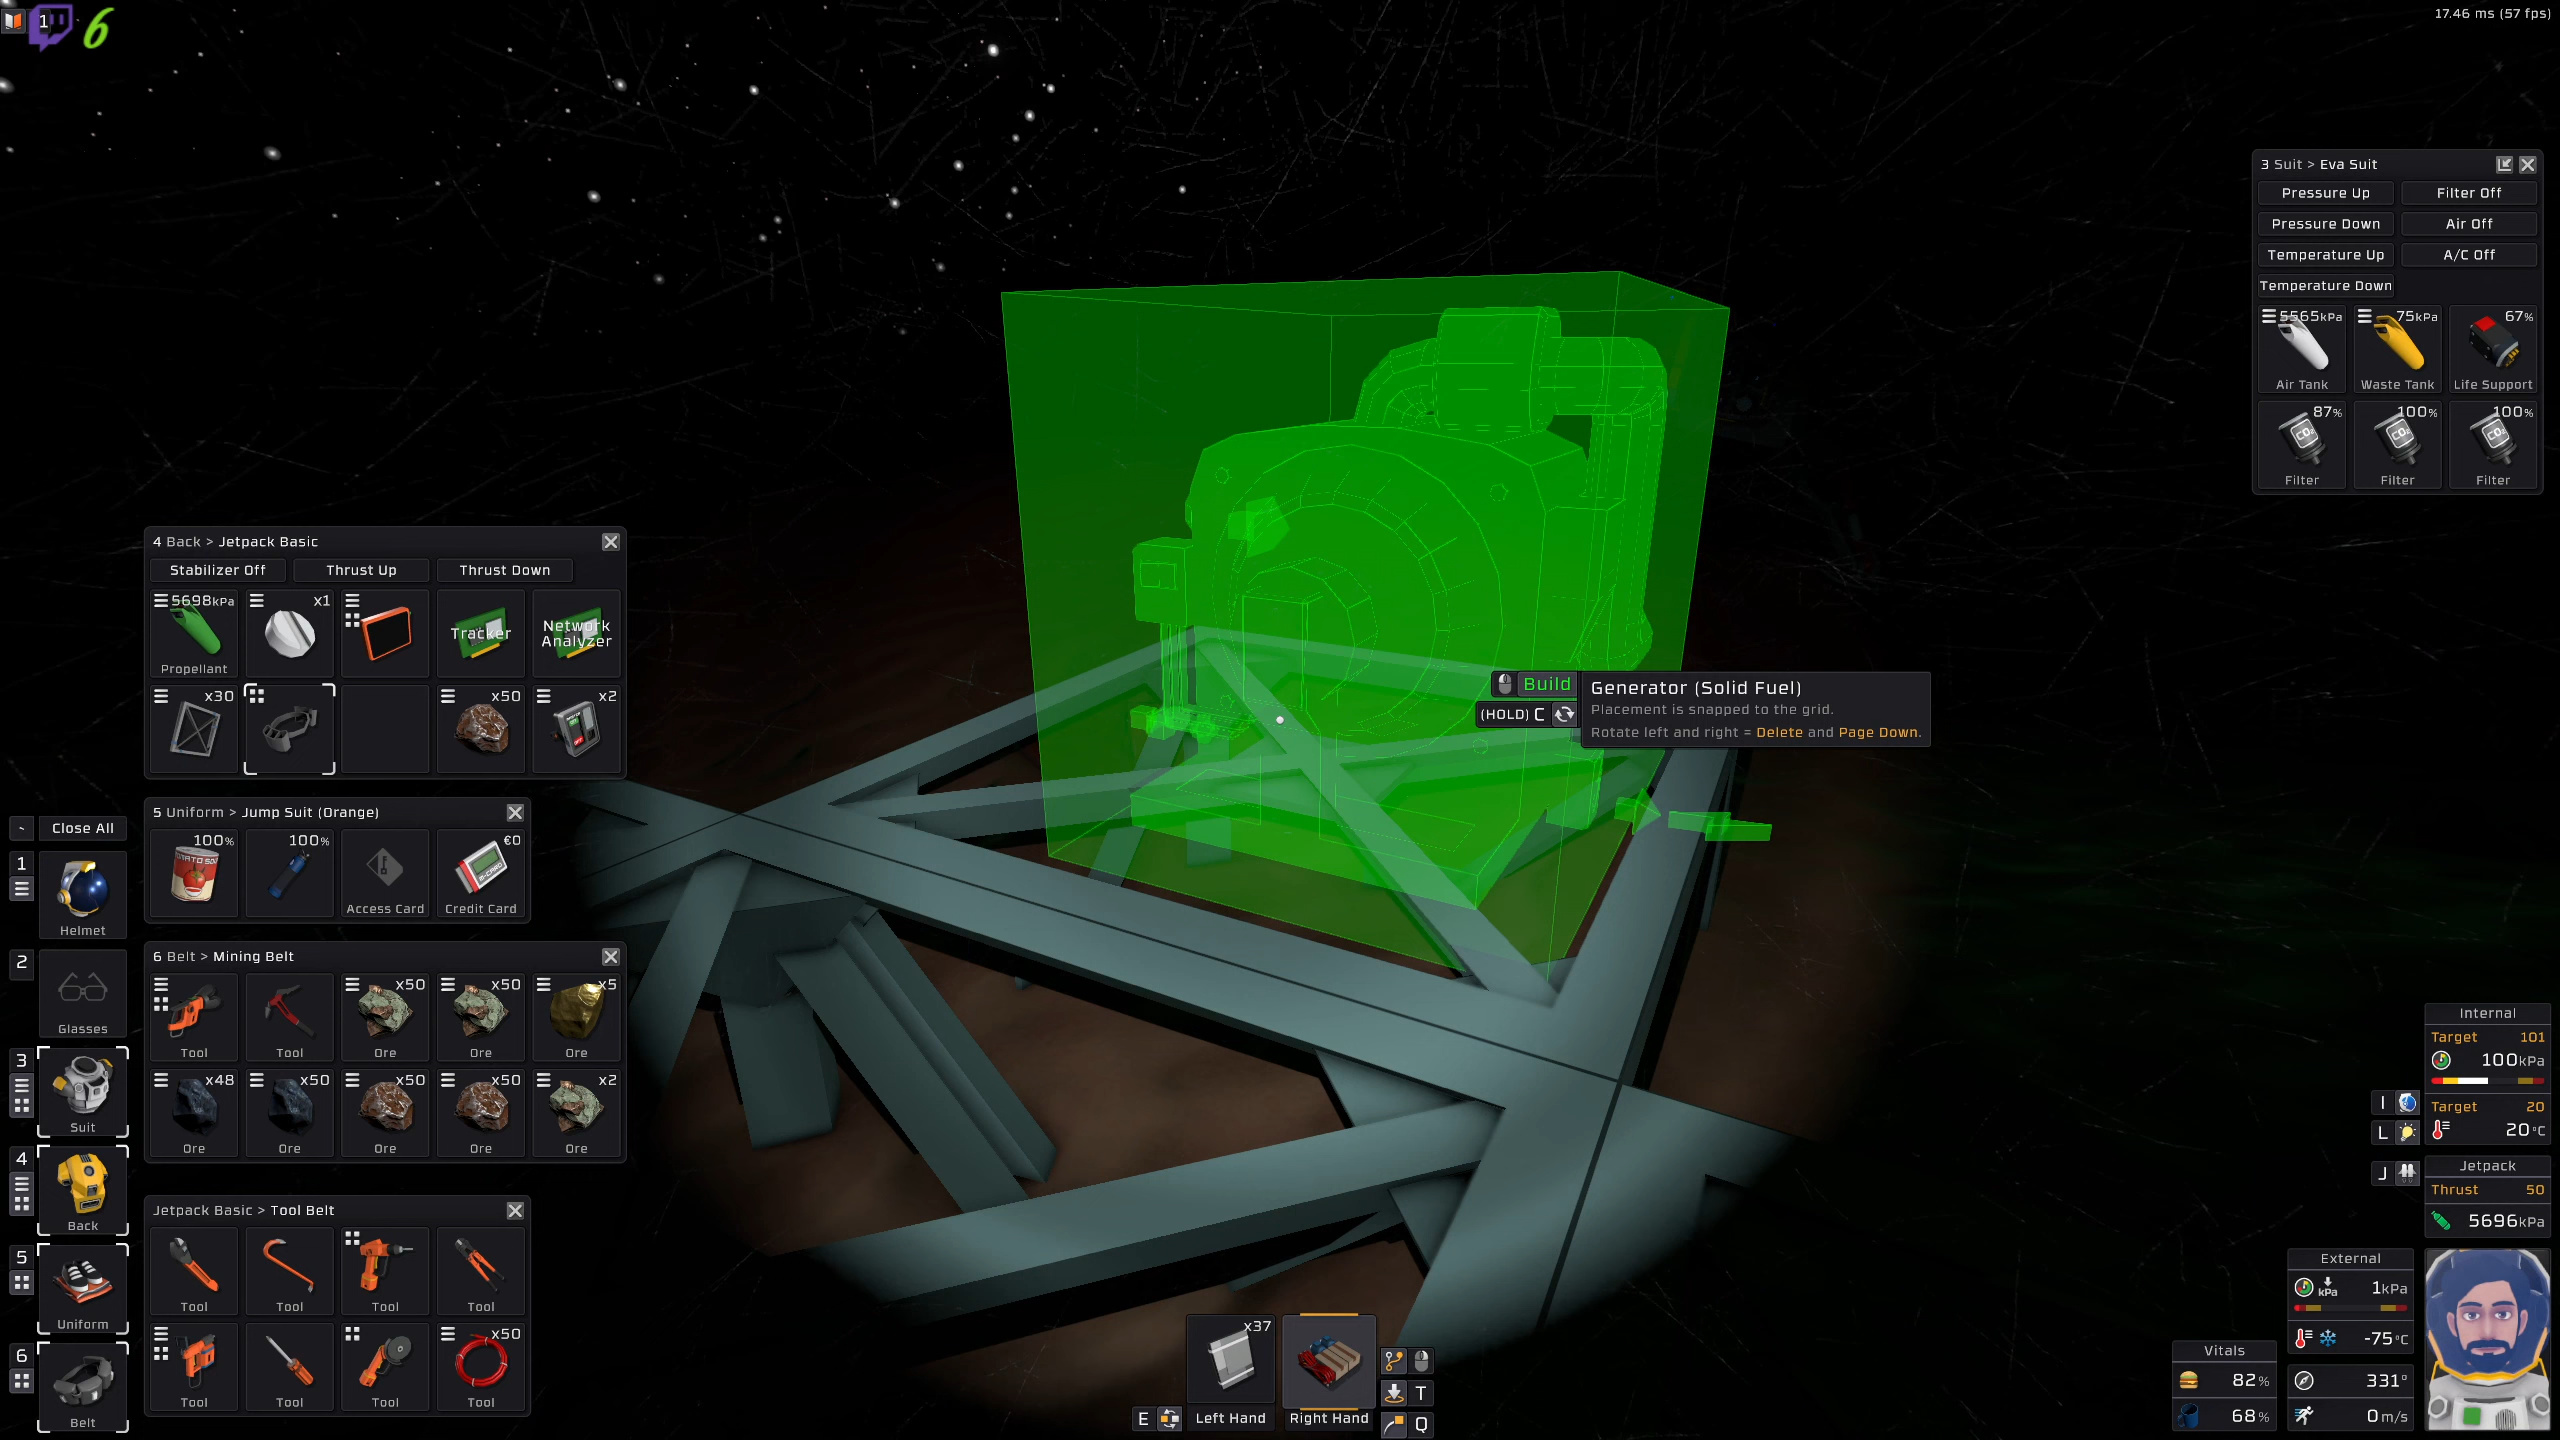 1
6
17.46 ms (57 fps)
3 Suit > Eva Suit
Pressure Up
Filter Off
Pressure Down
Air Off
Temperature Up
A/C Off
Temperature Down
5565kPa
75kPa
67%
Air Tank
Waste Tank
Life Support
87%
100%
100%
CO₂
CO₂
CO₂
Filter
Filter
Filter
4 Back > Jetpack Basic
Stabilizer Off
Thrust Up
Thrust Down
5698kPa
x1
Tracker
Network
Analyzer
Propellant
x30
x50
x2
Build
Generator (Solid Fuel)
(HOLD) C
Placement is snapped to the grid.
Rotate left and right = Delete and Page Down.
5 Uniform > Jump Suit (Orange)
100%
100%
€0
Access Card
Credit Card
6 Belt > Mining Belt
x50
x50
x5
Tool
Tool
Ore
Ore
Ore
x48
x50
x50
x50
x2
Ore
Ore
Ore
Ore
Ore
Jetpack Basic > Tool Belt
Tool
Tool
Tool
Tool
x50
Tool
Tool
Tool
Tool
~
Close All
1
Helmet
2
Glasses
3
Suit
4
Back
5
Uniform
6
Belt
x37
E
Left Hand
Right Hand
T
Q
Internal
Target 101
100kPa
Target 20
20°C
I
L
Jetpack
J
Thrust 50
5696kPa
External
kPa
1kPa
-75°C
Vitals
82%
331°
68%
0m/s